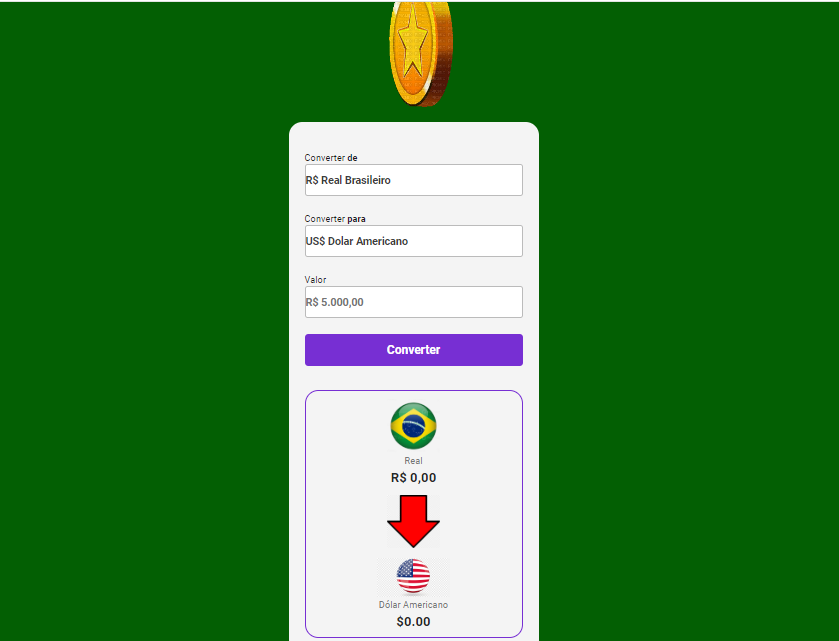 Converter de
R$ Real Brasileiro
Converter para
US$ Dolar Americano
Valor
R$ 5.000,00
Converter
Real
R$ 0,00
Dólar Americano
$0.00